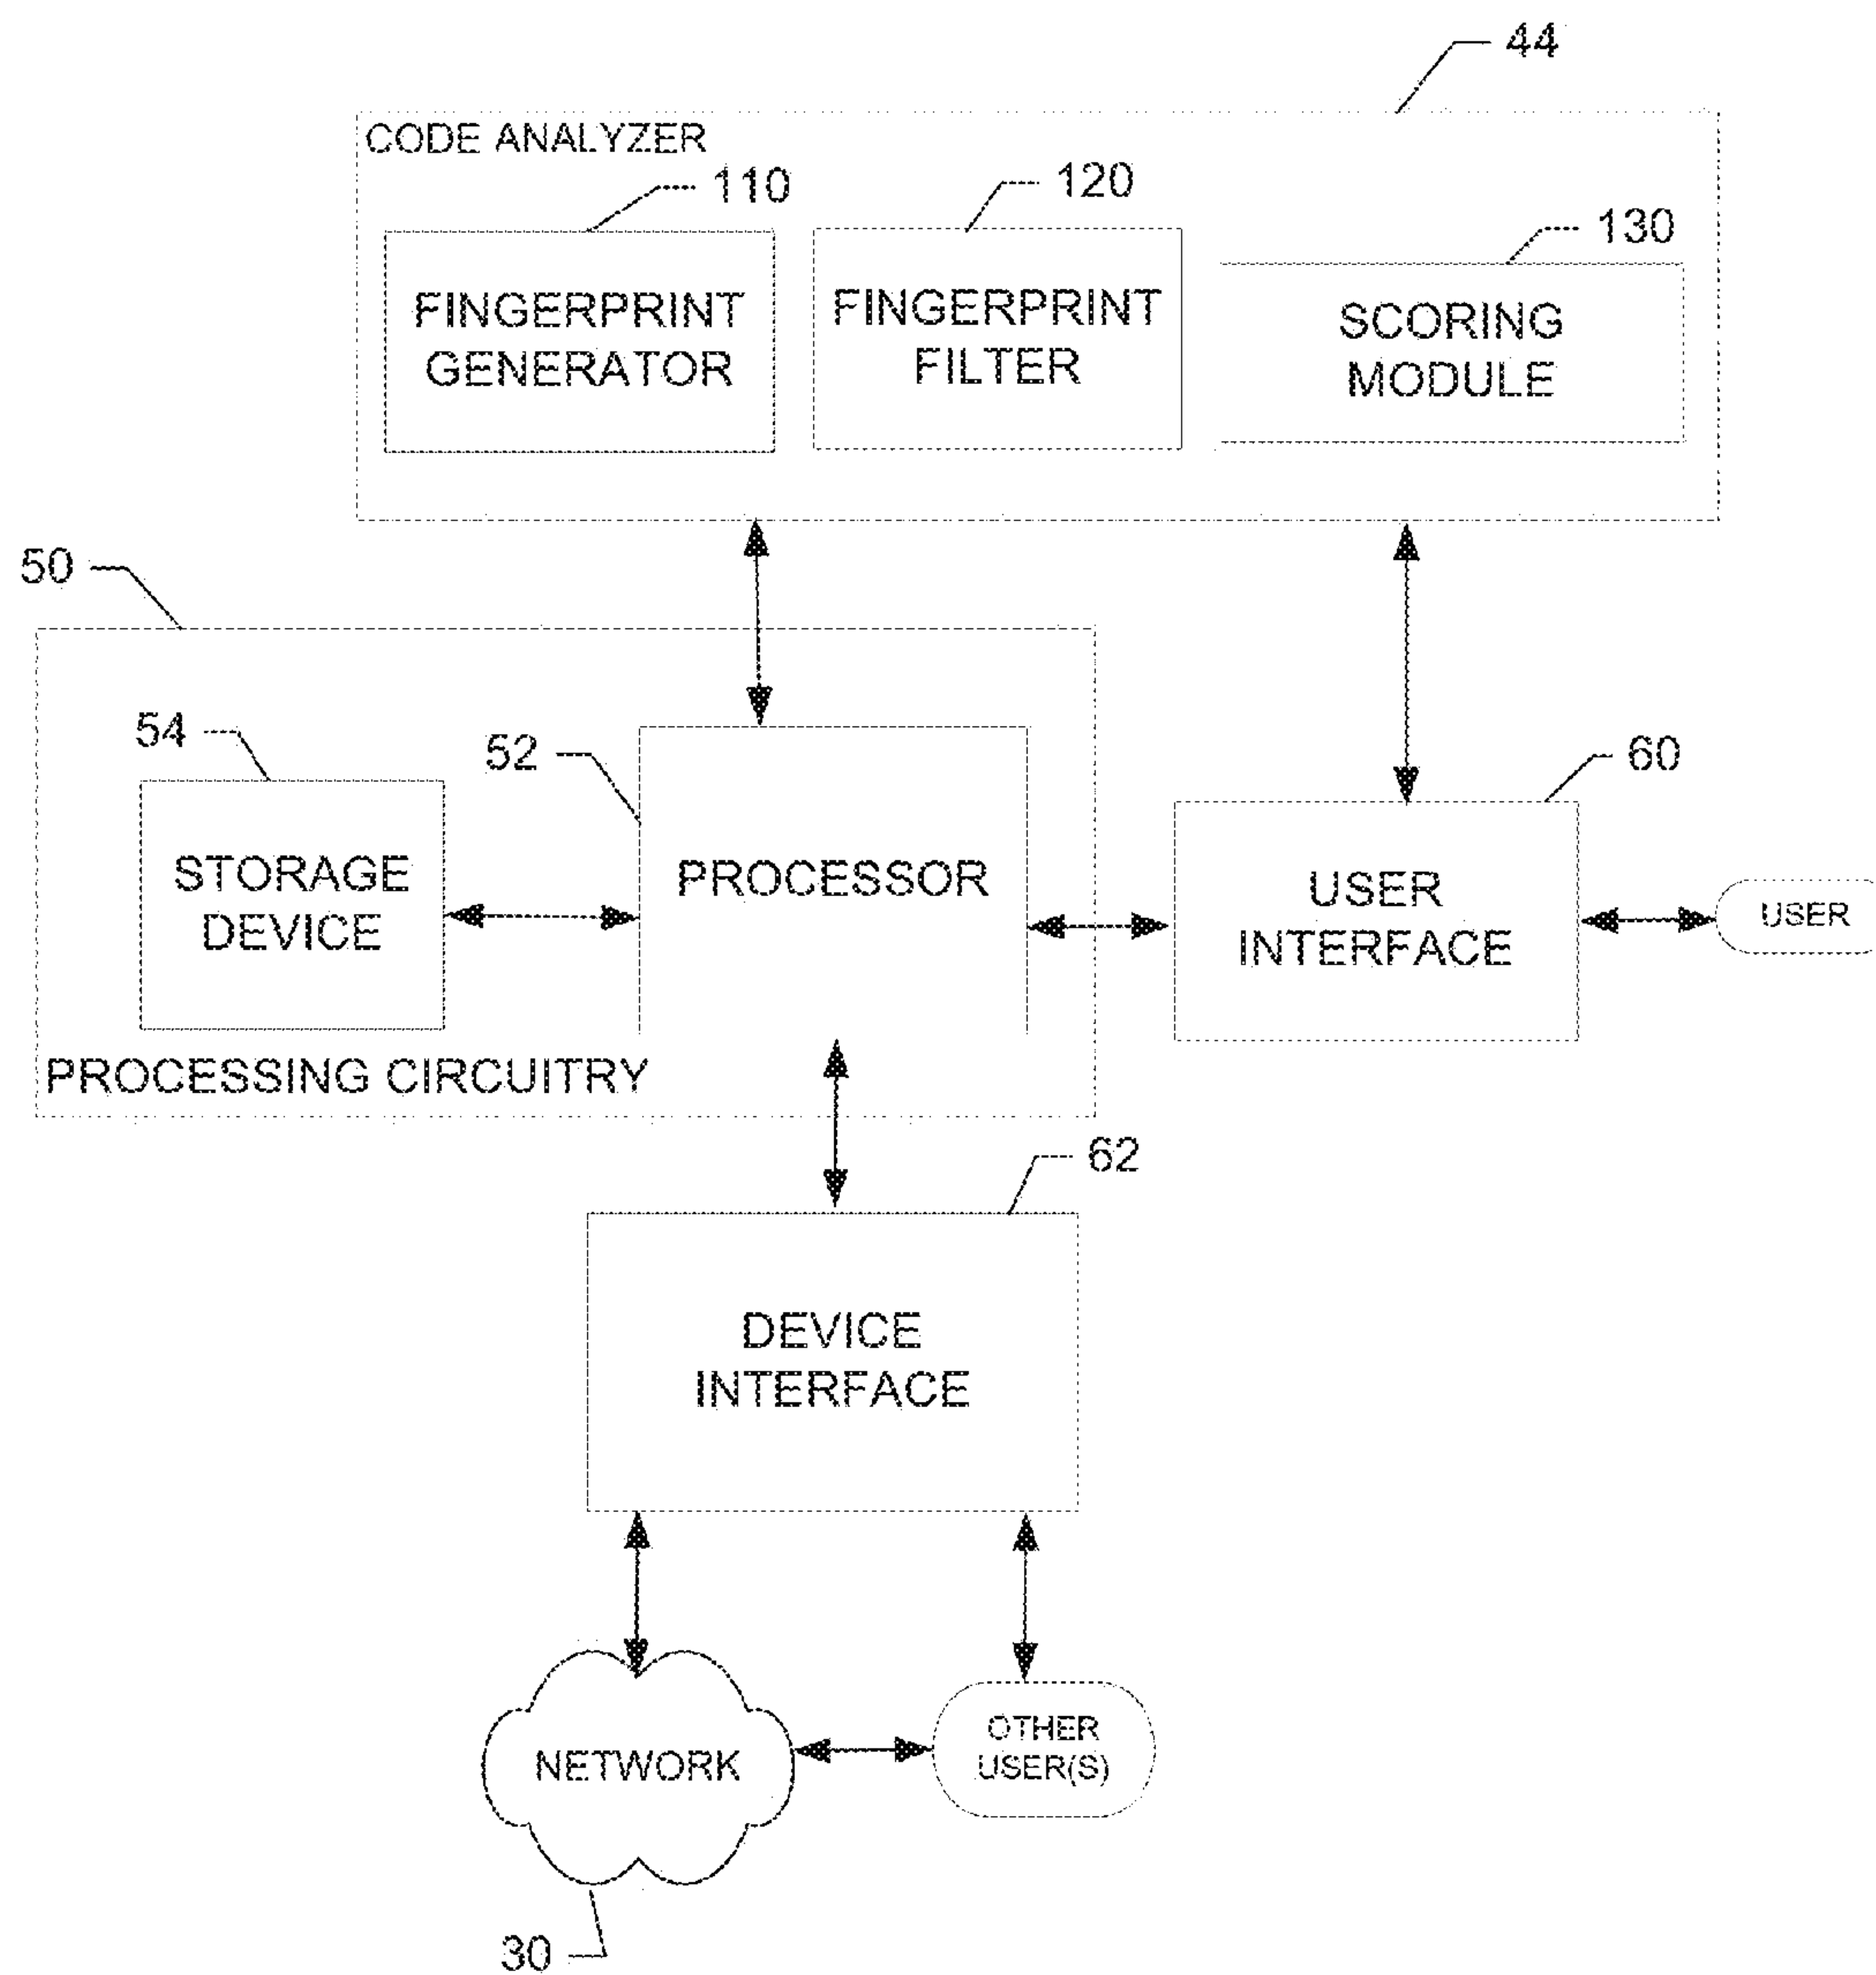 44
CODE ANALYZER
110
120
130
FINGERPRINT
GENERATOR
FINGERPRINT
FILTER
SCORING
MODULE
50
54
52
60
STORAGE
DEVICE
PROCESSOR
USER
INTERFACE
USER
PROCESSING CIRCUITRY
62
DEVICE
INTERFACE
NETWORK
OTHER
USER(S)
30